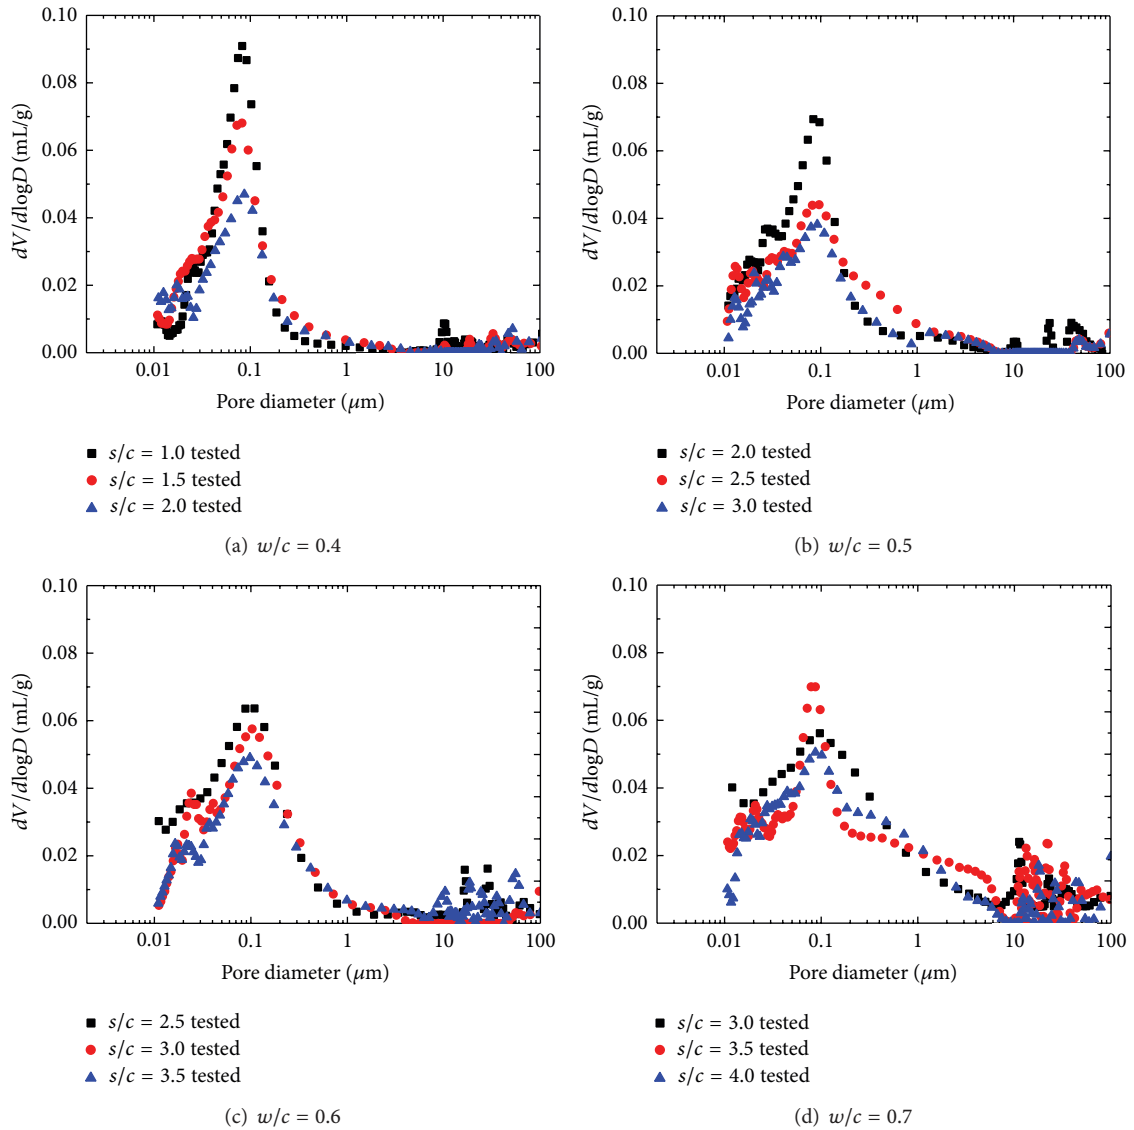 0.10
0.08
0.06
0.04
0.02
0.00
dV/dlogD (mL/g)
0.01 0.1 1 10 100
Pore diameter (μm)
s/c = 1.0 tested
s/c = 1.5 tested
s/c = 2.0 tested
(a) w/c = 0.4
0.10
0.08
0.06
0.04
0.02
0.00
dV/dlogD (mL/g)
0.01 0.1 1 10 100
Pore diameter (μm)
s/c = 2.0 tested
s/c = 2.5 tested
s/c = 3.0 tested
(b) w/c = 0.5
0.10
0.08
0.06
0.04
0.02
0.00
dV/dlogD (mL/g)
0.01 0.1 1 10 100
Pore diameter (μm)
s/c = 2.5 tested
s/c = 3.0 tested
s/c = 3.5 tested
(c) w/c = 0.6
0.10
0.08
0.06
0.04
0.02
0.00
dV/dlogD (mL/g)
0.01 0.1 1 10 100
Pore diameter (μm)
s/c = 3.0 tested
s/c = 3.5 tested
s/c = 4.0 tested
(d) w/c = 0.7